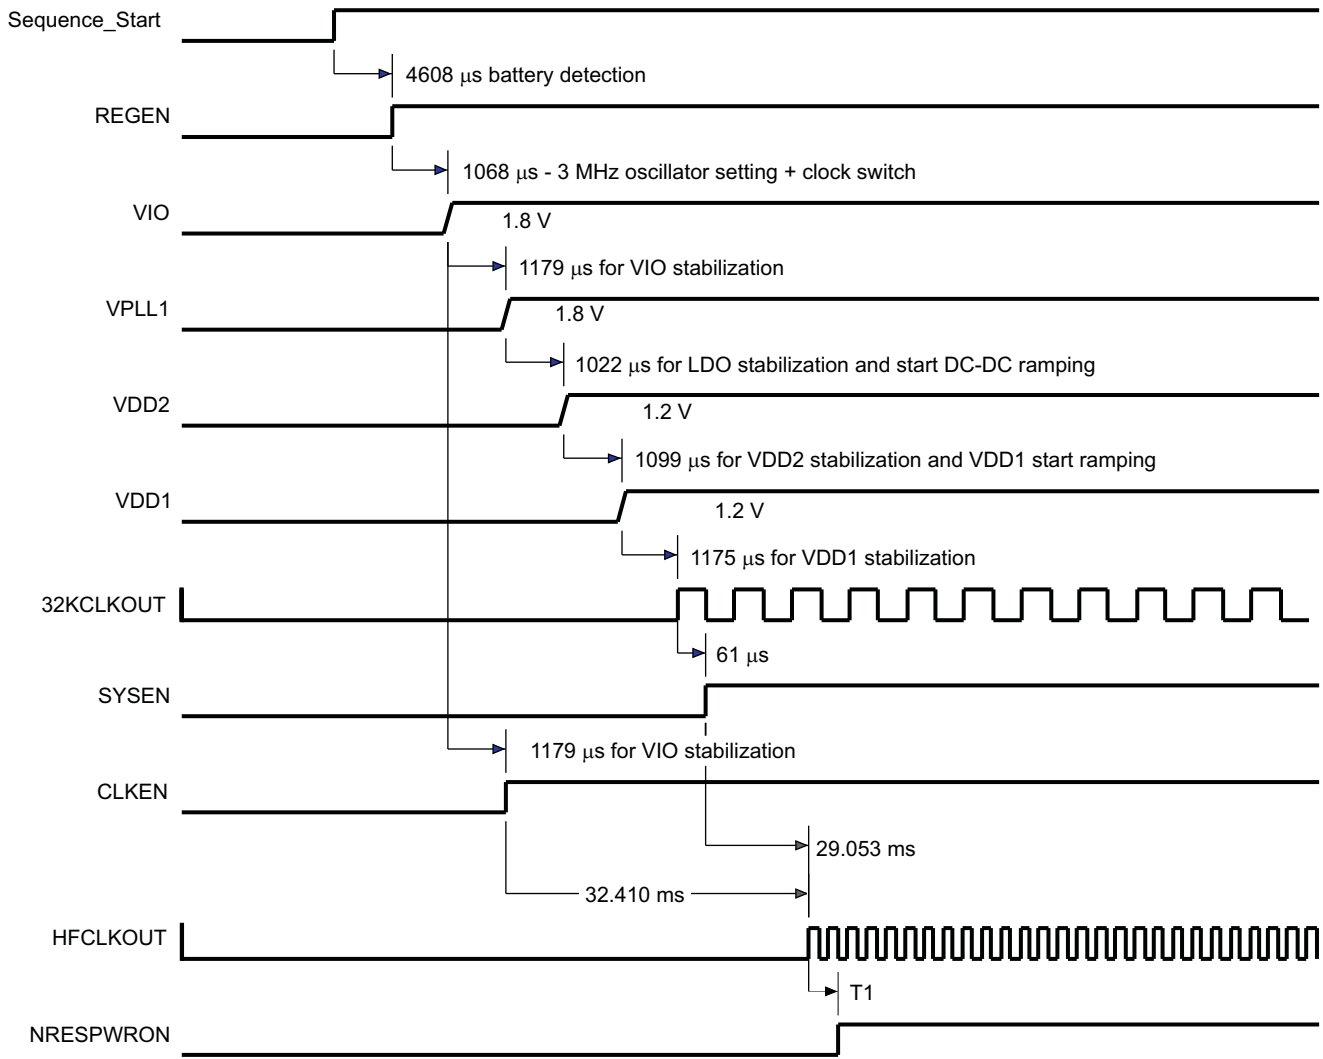 Sequence_Start
4608 μs battery detection
REGEN
1068 μs - 3 MHz oscillator setting + clock switch
VIO
1.8 V
1179 μs for VIO stabilization
VPLL1
1.8 V
1022 μs for LDO stabilization and start DC-DC ramping
VDD2
1.2 V
1099 μs for VDD2 stabilization and VDD1 start ramping
VDD1
1.2 V
1175 μs for VDD1 stabilization
32KCLKOUT
61 μs
SYSEN
1179 μs for VIO stabilization
CLKEN
29.053 ms
32.410 ms
HFCLKOUT
T1
NRESPWRON